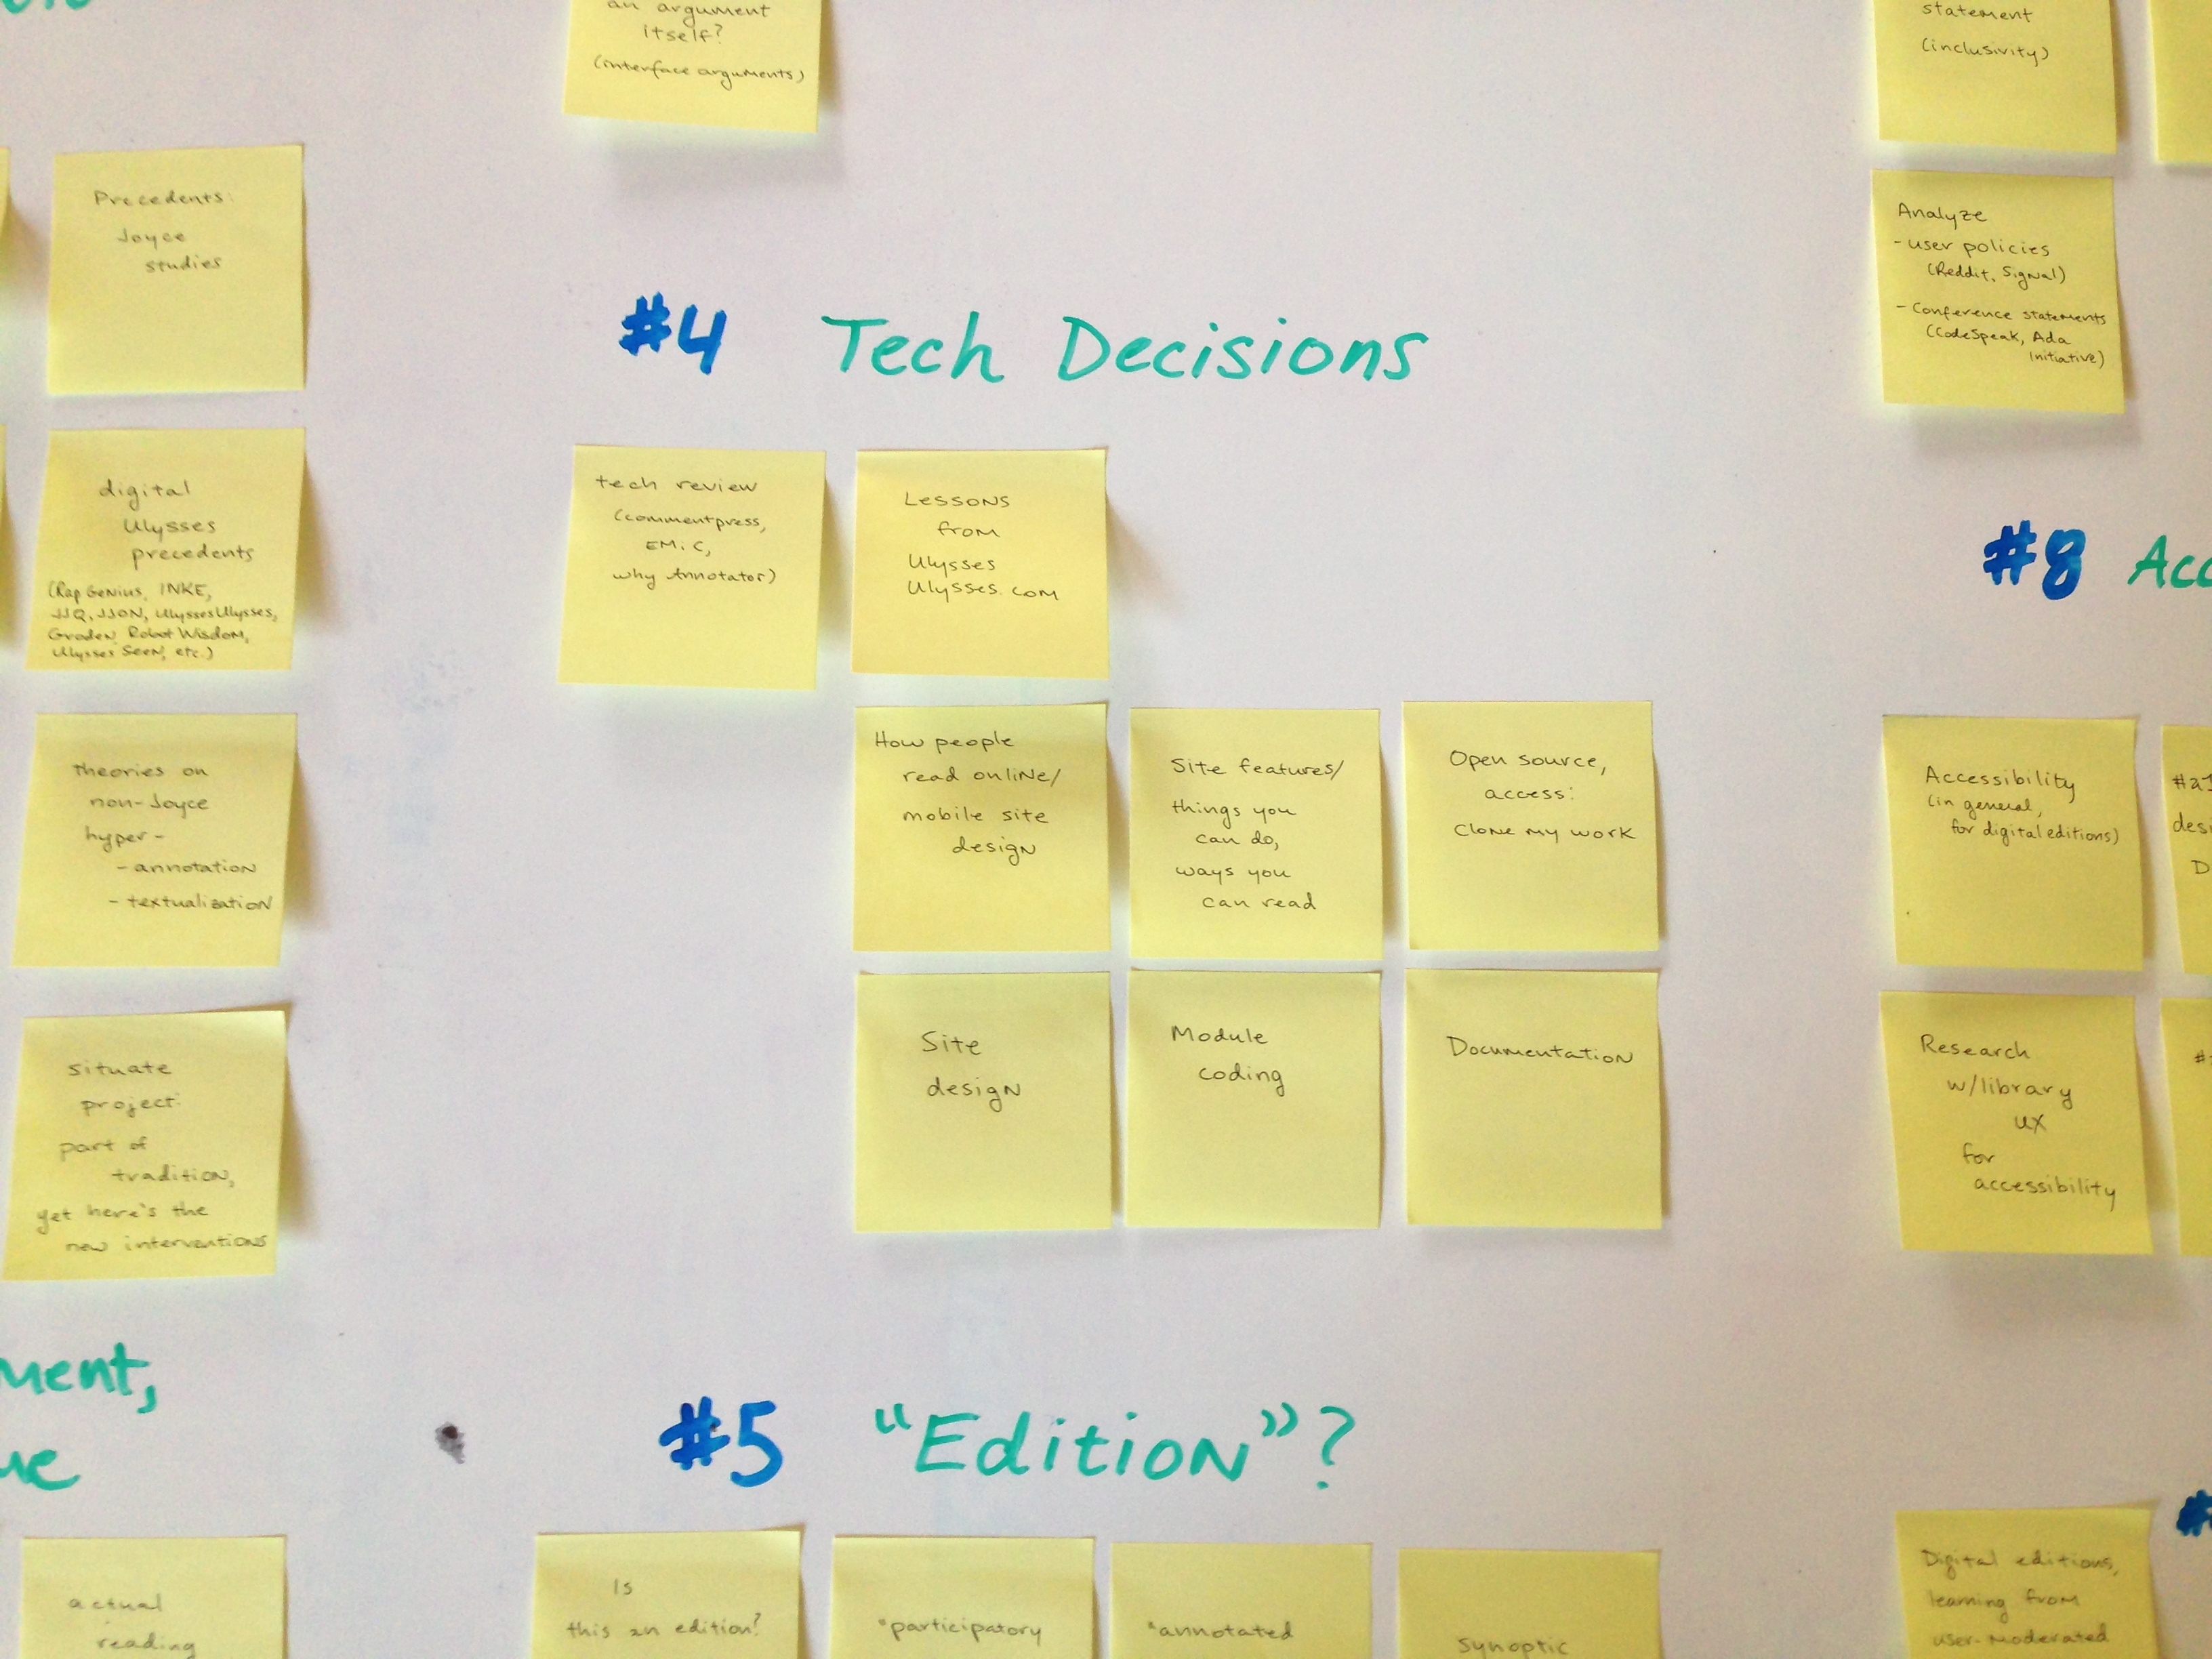 an argument
itself?
(interface arguments)
statement
(inclusivity)
Precedents:
Joyce
studies
Analyze
- user policies
(Reddit, Signal)
- Conference statements
(CodeSpeak, Ada
Initiative)
#4 Tech Decisions
digital
Ulysses
precedents
(Rap Genius, INKE,
JJQ, JJON, UlyssesUlysses,
Groden, Robot Wisdom,
Ulysses Seen, etc.)
tech review
(commentpress,
EMiC,
why Annotator)
Lessons
from
Ulysses
Ulysses.com
#8 Acc
theories on
non-Joyce
hyper-
- annotation
- textualization
How people
read online/
mobile site
design
Site features/
things you
can do,
ways you
can read
Open source,
access:
clone my work
Accessibility
(in general,
for digital editions)
desi
D
situate
project:
part of
tradition,
yet here's the
new interventions
Site
design
Module
coding
Documentation
Research
w/library
UX
for
accessibility
#
ment,
ue
#5 "Edition"?
actual
reading
Is
this an edition?
*participatory
*annotated
synoptic
Digital editions,
learning from
user-moderated
#